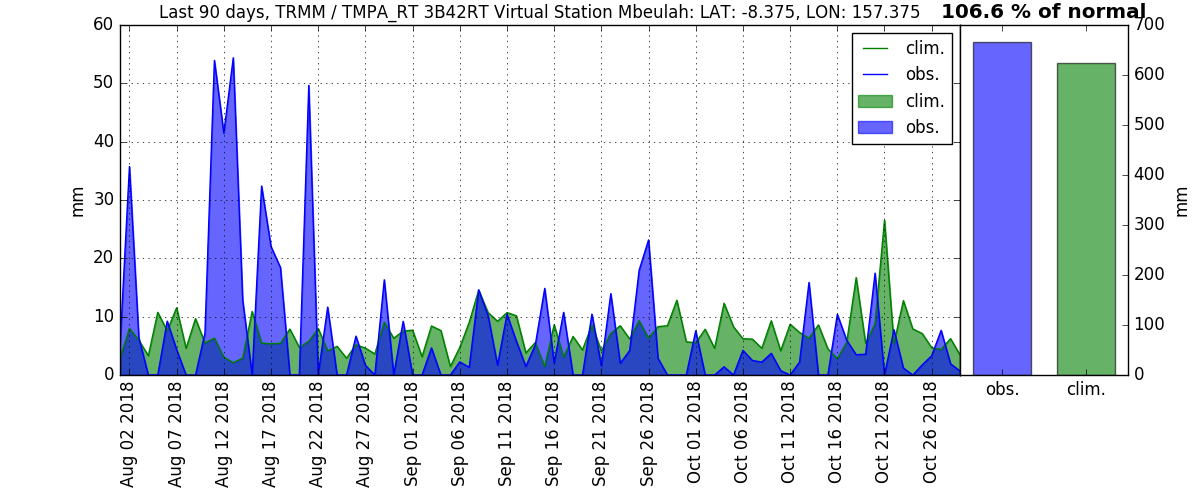 Last 90 days, TRMM / TMPA_RT 3B42RT Virtual Station Mbeulah: LAT: -8.375, LON: 157.375
106.6 % of normal
clim.
obs.
clim.
obs.
60
50
40
30
20
10
0
mm
Aug 02 2018
Aug 07 2018
Aug 12 2018
Aug 17 2018
Aug 22 2018
Aug 27 2018
Sep 01 2018
Sep 06 2018
Sep 11 2018
Sep 16 2018
Sep 21 2018
Sep 26 2018
Oct 01 2018
Oct 06 2018
Oct 11 2018
Oct 16 2018
Oct 21 2018
Oct 26 2018
700
600
500
400
300
200
100
0
mm
obs.
clim.